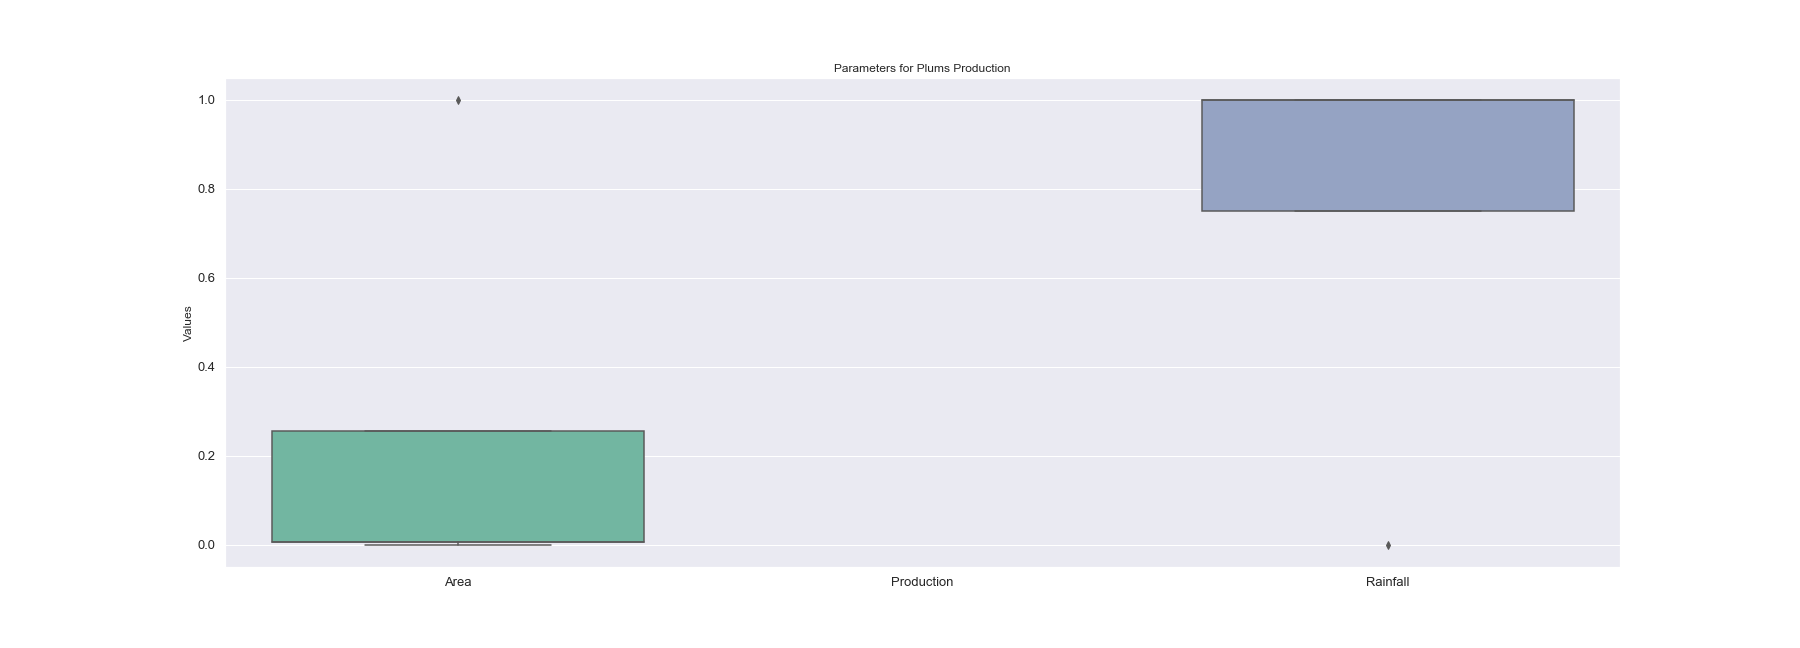 Parameters for Plums Production
1.0
0.8
0.6
0.4
0.2
0.0
Values
Area
Production
Rainfall